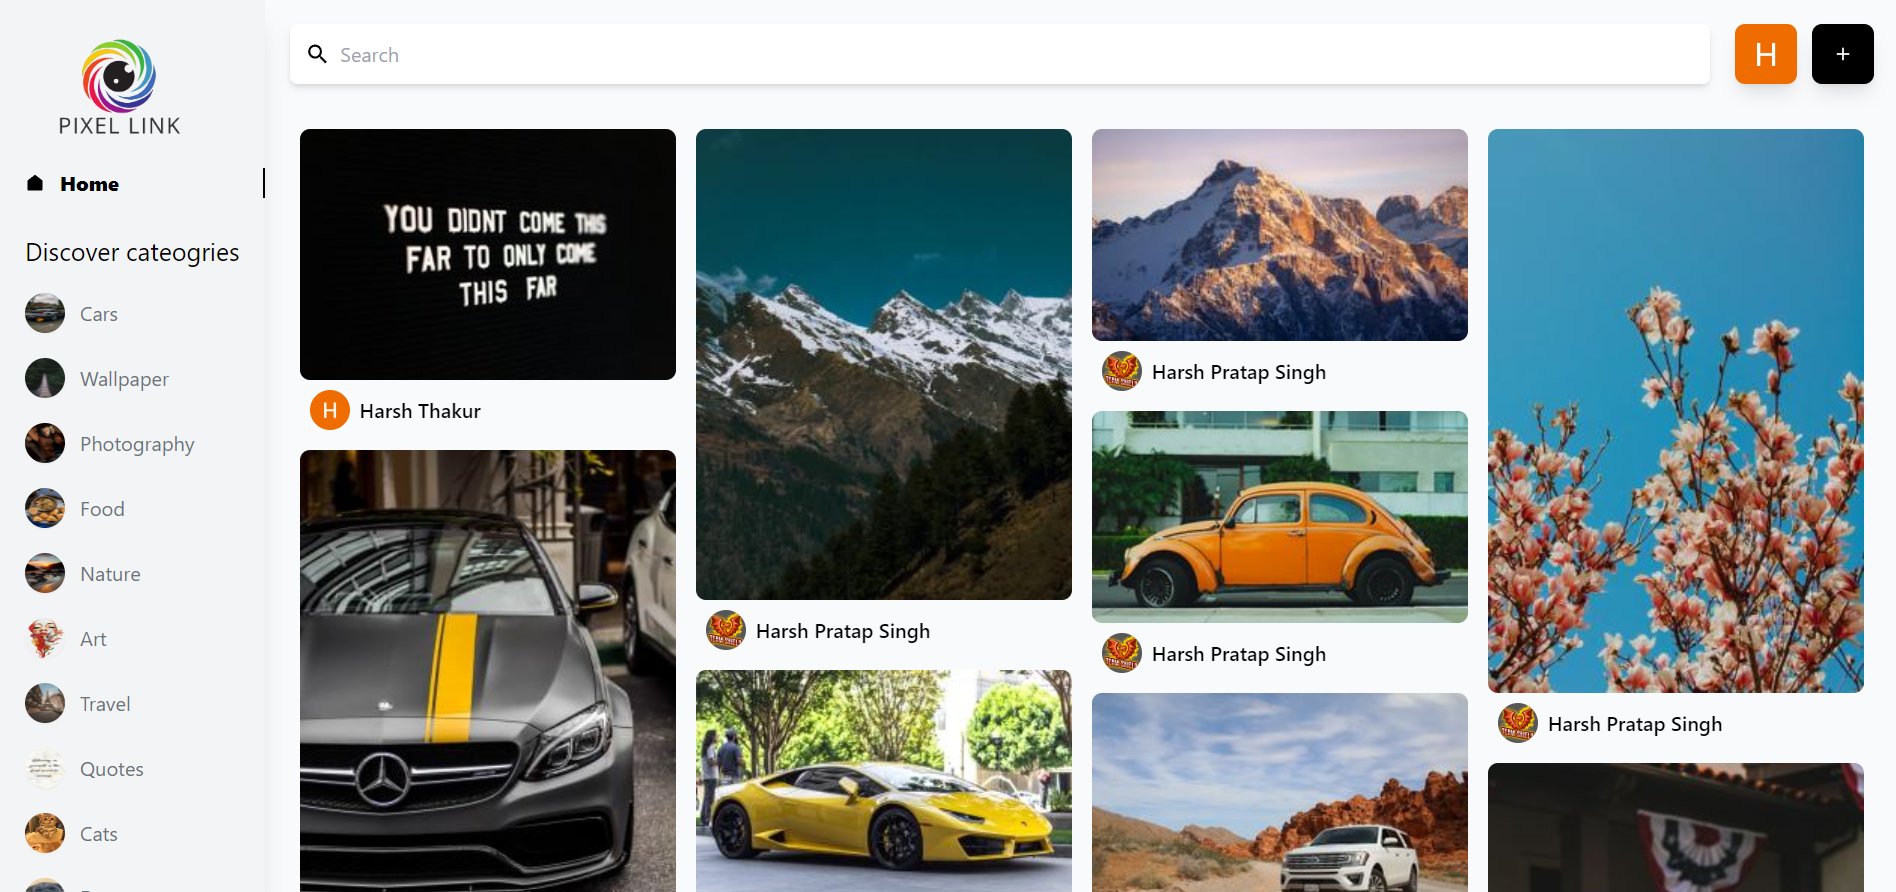 PIXEL LINK
Home
Discover cateogries
Cars
Wallpaper
Photography
Food
Nature
Art
Travel
Quotes
Cats
Search
H
+
YOU DIDNT COME THIS
FAR TO ONLY COME
THIS FAR
H Harsh Thakur
Harsh Pratap Singh
Harsh Pratap Singh
Harsh Pratap Singh
Harsh Pratap Singh